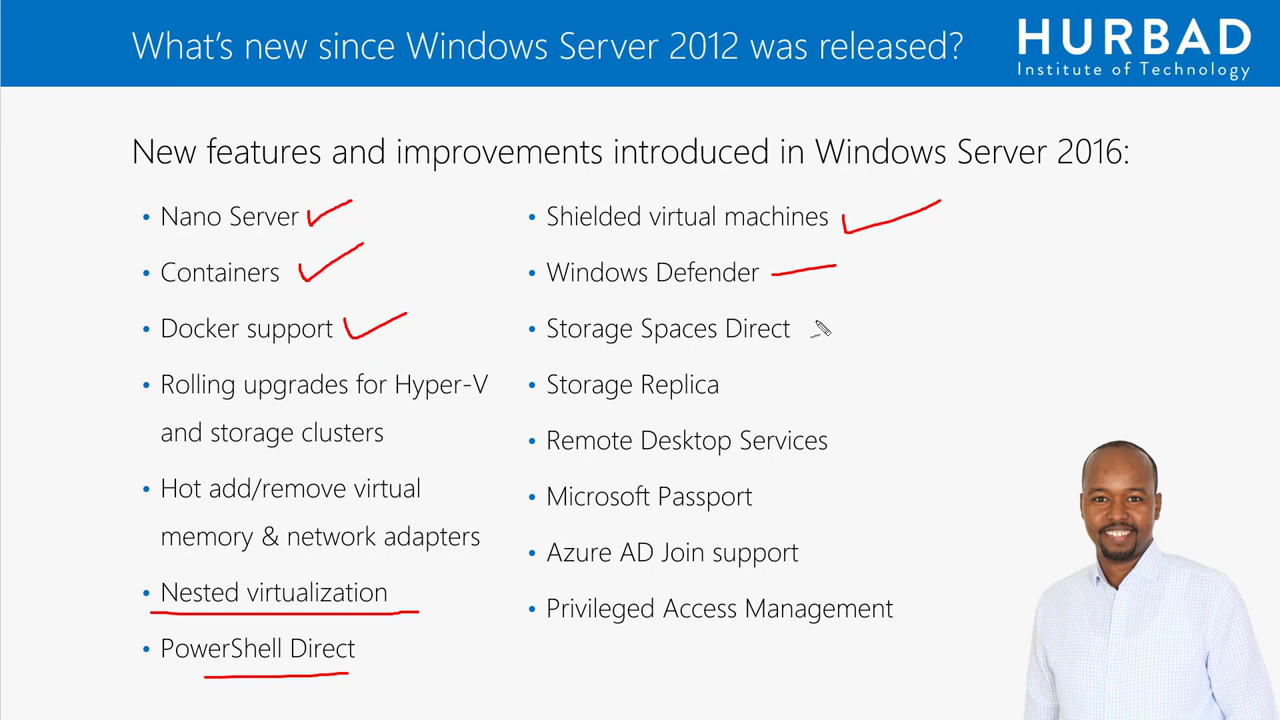 What's new since Windows Server 2012 was released?
HURBAD
Institute of Technology
New features and improvements introduced in Windows Server 2016:
• Nano Server
• Containers
• Docker support
• Rolling upgrades for Hyper-V
and storage clusters
• Hot add/remove virtual
memory & network adapters
• Nested virtualization
• PowerShell Direct
• Shielded virtual machines
• Windows Defender
• Storage Spaces Direct
• Storage Replica
• Remote Desktop Services
• Microsoft Passport
• Azure AD Join support
• Privileged Access Management